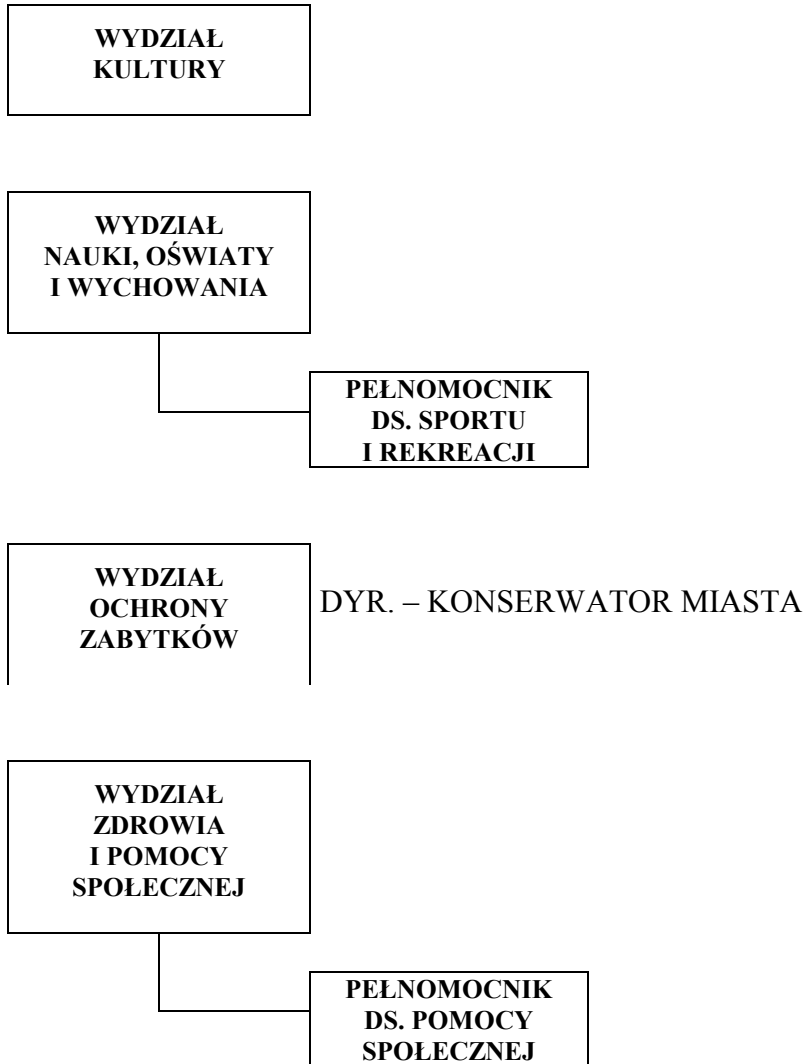 WYDZIAŁ
KULTURY
WYDZIAŁ
NAUKI, OŚWIATY
I WYCHOWANIA
PEŁNOMOCNIK
DS. SPORTU
I REKREACJI
WYDZIAŁ
OCHRONY
ZABYTKÓW
DYR. – KONSERWATOR MIASTA
WYDZIAŁ
ZDROWIA
I POMOCY
SPOŁECZNEJ
PEŁNOMOCNIK
DS. POMOCY
SPOŁECZNEJ